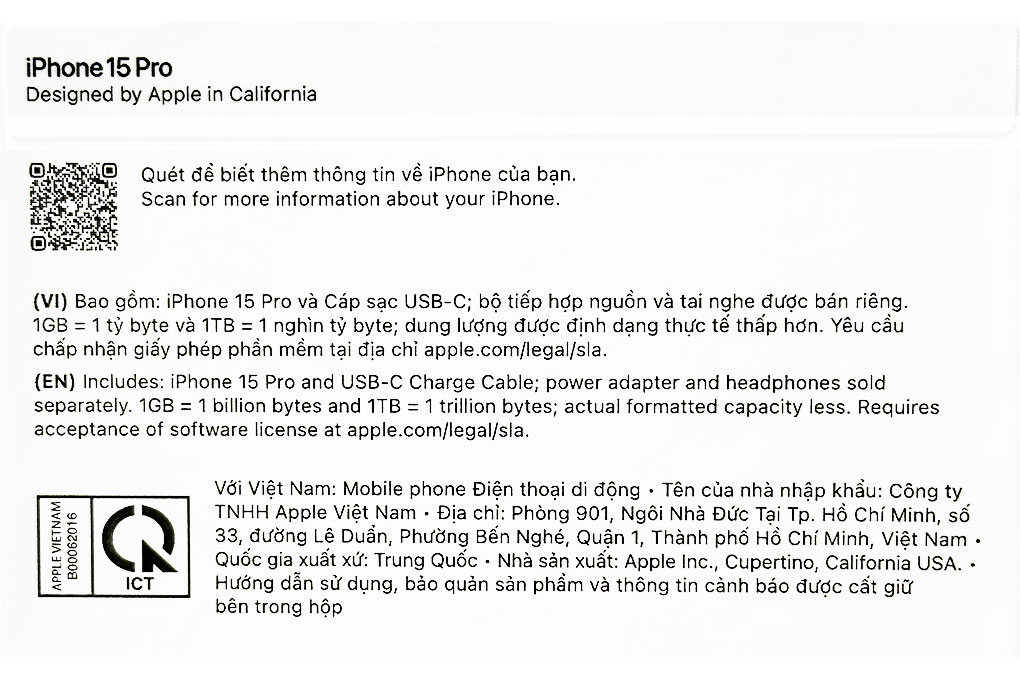 iPhone 15 Pro
Designed by Apple in California
Quét để biết thêm thông tin về iPhone của bạn.
Scan for more information about your iPhone.
(VI) Bao gồm: iPhone 15 Pro và Cáp sạc USB-C; bộ tiếp hợp nguồn và tai nghe được bán riêng.
1GB = 1 tỷ byte và 1TB = 1 nghìn tỷ byte; dung lượng được định dạng thực tế thấp hơn. Yêu cầu
chấp nhận giấy phép phần mềm tại địa chỉ apple.com/legal/sla.
(EN) Includes: iPhone 15 Pro and USB-C Charge Cable; power adapter and headphones sold
separately. 1GB = 1 billion bytes and 1TB = 1 trillion bytes; actual formatted capacity less. Requires
acceptance of software license at apple.com/legal/sla.
APPLE VIETNAM
B00062016
ICT
Với Việt Nam: Mobile phone Điện thoại di động • Tên của nhà nhập khẩu: Công ty
TNHH Apple Việt Nam • Địa chỉ: Phòng 901, Ngôi Nhà Đức Tại Tp. Hồ Chí Minh, số
33, đường Lê Duẩn, Phường Bến Nghé, Quận 1, Thành phố Hồ Chí Minh, Việt Nam •
Quốc gia xuất xứ: Trung Quốc • Nhà sản xuất: Apple Inc., Cupertino, California USA. •
Hướng dẫn sử dụng, bảo quản sản phẩm và thông tin cảnh báo được cất giữ
bên trong hộp